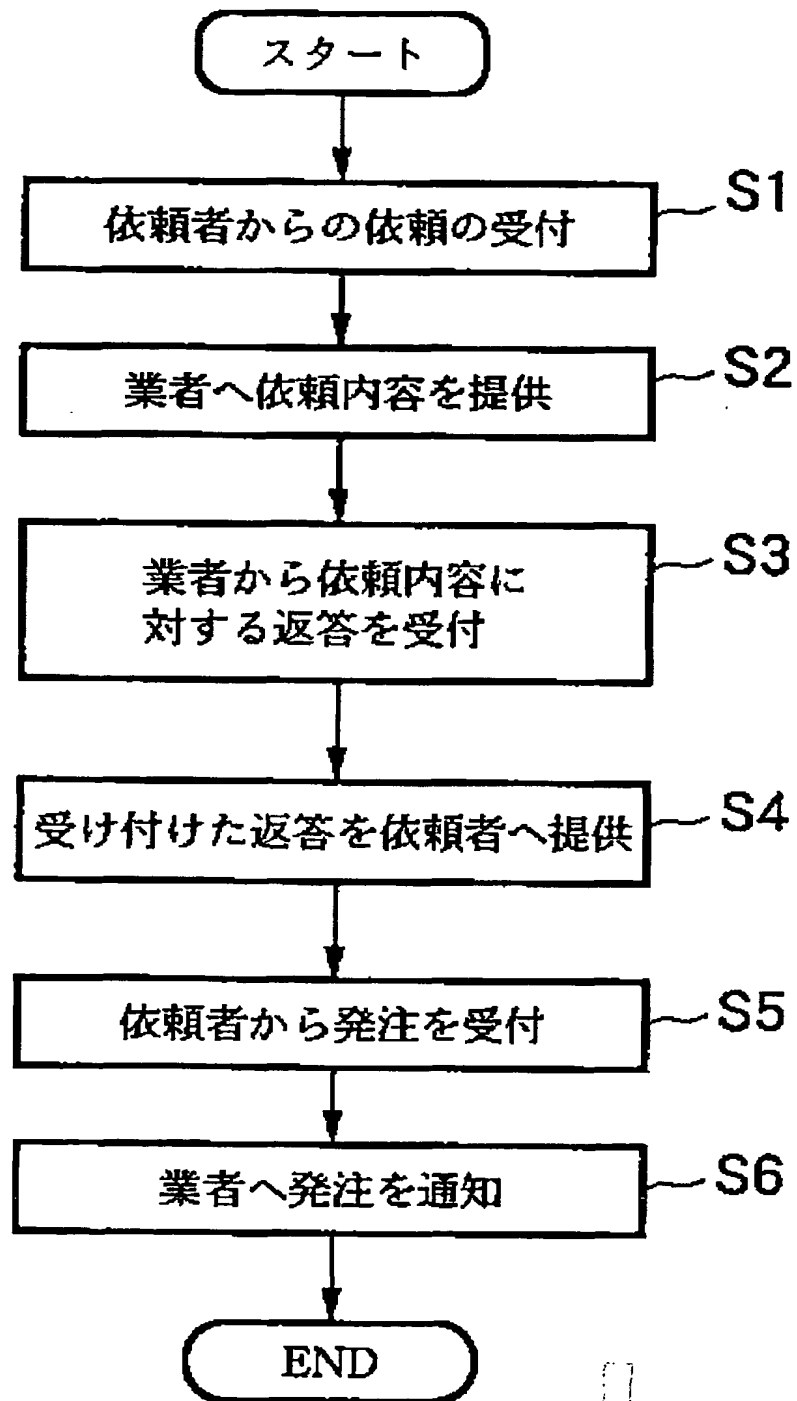 スタート
依頼者からの依頼の受付
S1
業者へ依頼内容を提供
S2
業者から依頼内容に
対する返答を受付
S3
受け付けた返答を依頼者へ提供
S4
依頼者から発注を受付
S5
業者へ発注を通知
S6
END